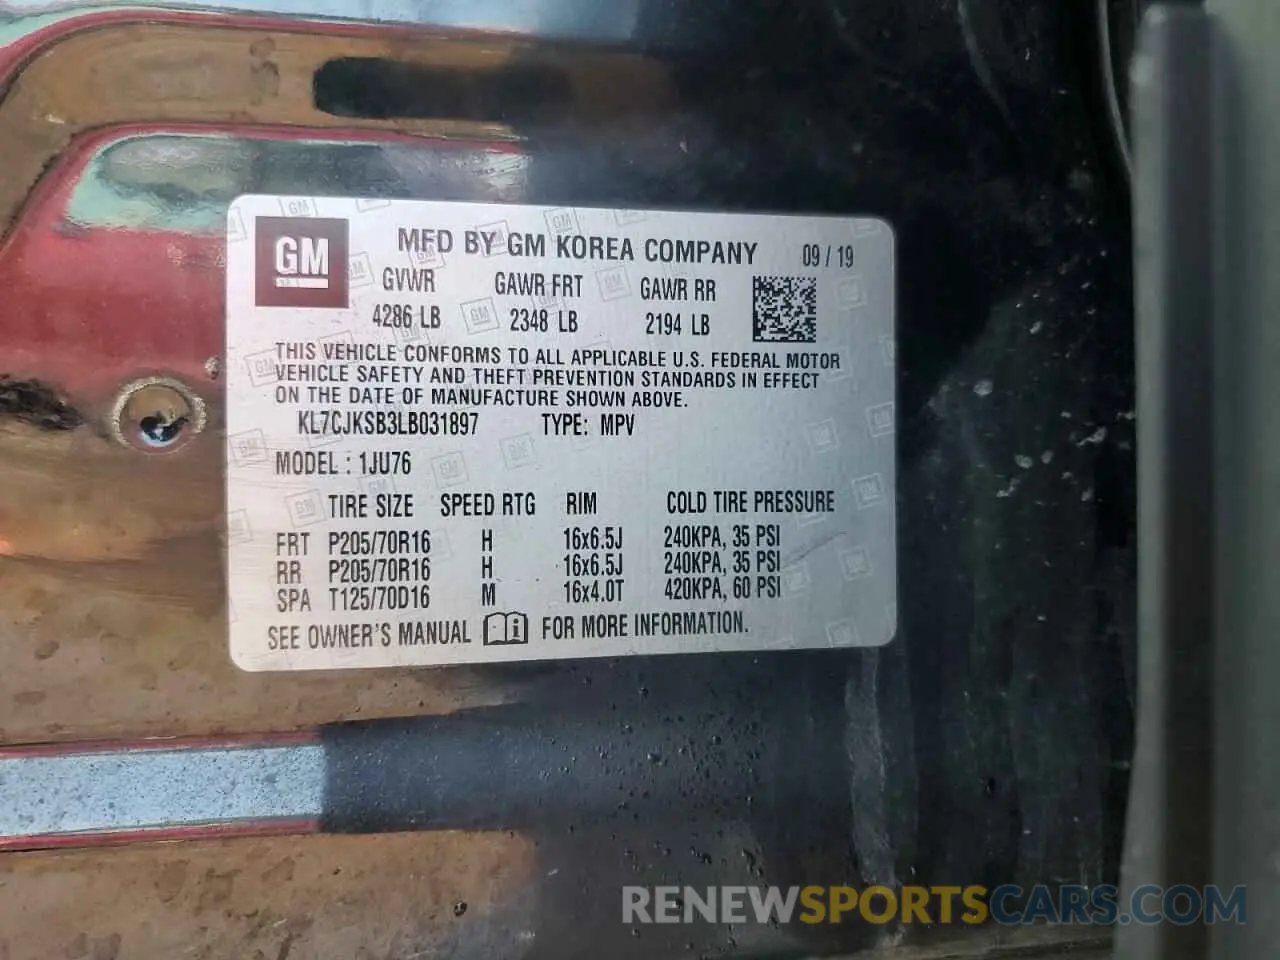 GM
MFD BY GM KOREA COMPANY 09 / 19
GVWR GAWR FRT GAWR RR
4286 LB 2348 LB 2194 LB
THIS VEHICLE CONFORMS TO ALL APPLICABLE U.S. FEDERAL MOTOR
VEHICLE SAFETY AND THEFT PREVENTION STANDARDS IN EFFECT
ON THE DATE OF MANUFACTURE SHOWN ABOVE.
KL7CJKSB3LB031897 TYPE: MPV
MODEL : 1JU76
TIRE SIZE SPEED RTG RIM COLD TIRE PRESSURE
FRT P205/70R16 H 16x6.5J 240KPA, 35 PSI
RR P205/70R16 H 16x6.5J 240KPA, 35 PSI
SPA T125/70D16 M 16x4.0T 420KPA, 60 PSI
SEE OWNER'S MANUAL FOR MORE INFORMATION.
RENEWSPORTSCARS.COM